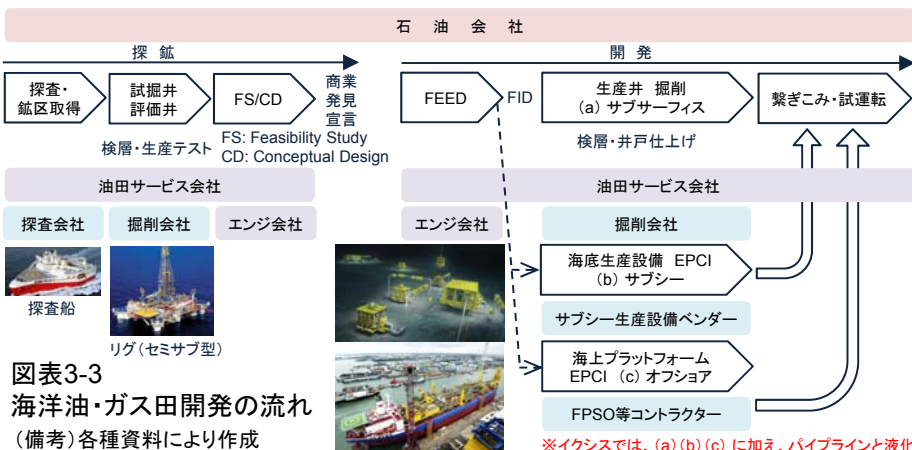 石油会社
探鉱
開発
探査・
鉱区取得
試掘井
評価井
FS/CD
商業
発見
宣言
FEED
FID
生産井 掘削
(a) サブサーフィス
繋ぎこみ・試運転
検層・生産テスト
FS: Feasibility Study
CD: Conceptual Design
検層・井戸仕上げ
油田サービス会社
油田サービス会社
探査会社
掘削会社
エンジ会社
エンジ会社
掘削会社
海底生産設備 EPCI
(b) サブシー
探査船
サブシー生産設備ベンダー
リグ(セミサブ型)
海上プラットフォーム
EPCI (c) オフショア
図表3-3
海洋油・ガス田開発の流れ
(備考)各種資料により作成
FPSO等コントラクター
※イクシスでは、(a)(b)(c) に加え、パイプラインと液化